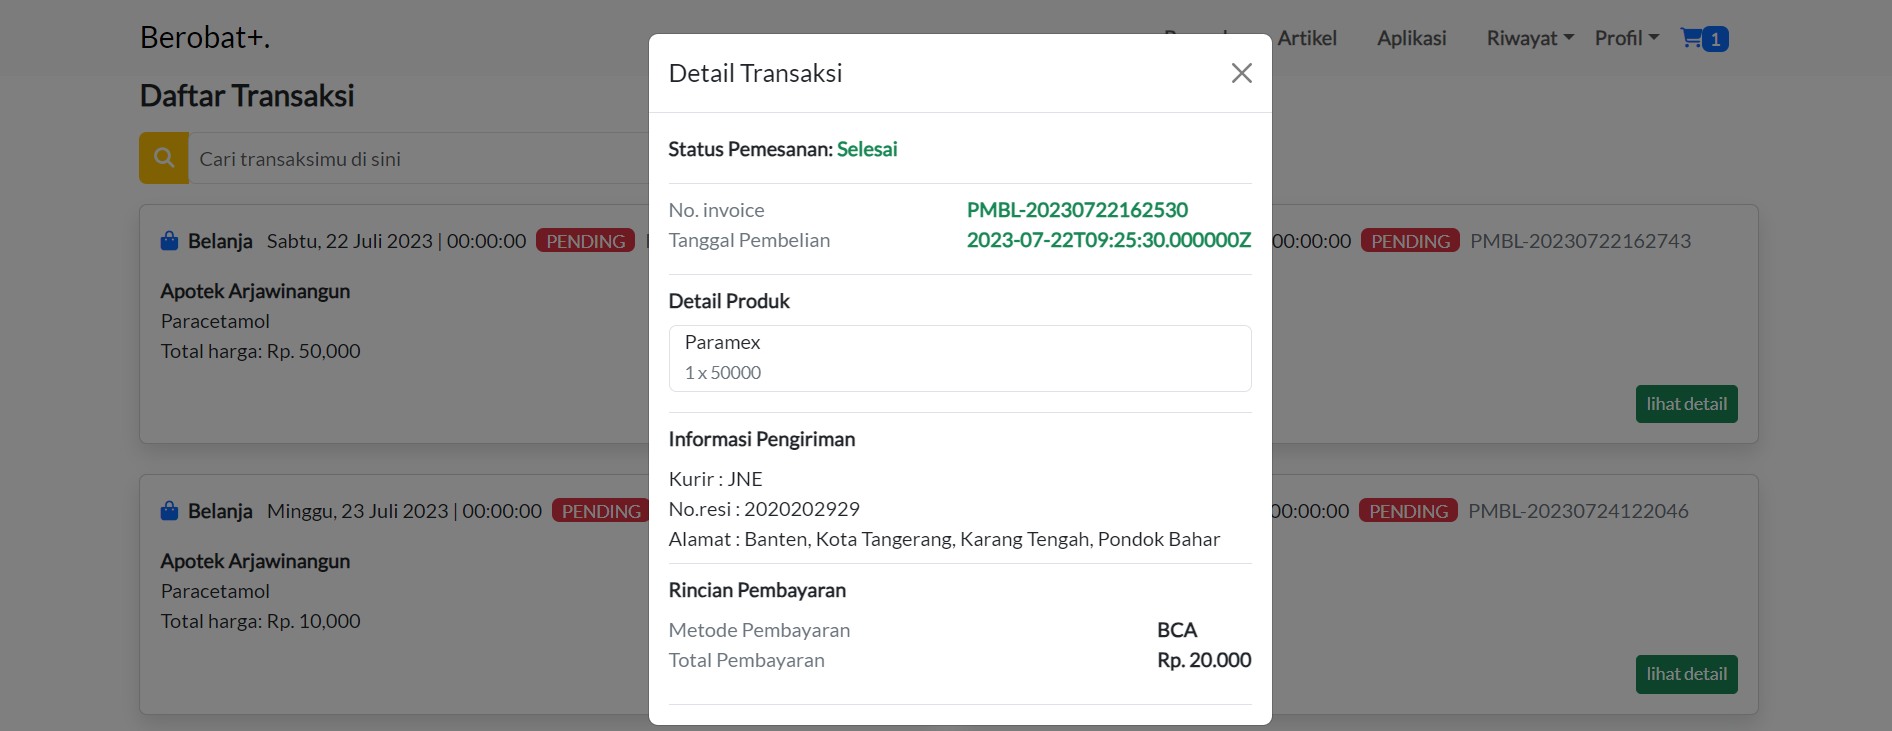 Berobat+.
Artikel
Aplikasi
Riwayat
Profil
1
Daftar Transaksi
Cari transaksimu di sini
Belanja Sabtu, 22 Juli 2023 | 00:00:00 PENDING
Apotek Arjawinangun
Paracetamol
Total harga: Rp. 50,000
Belanja Minggu, 23 Juli 2023 | 00:00:00 PENDING
Apotek Arjawinangun
Paracetamol
Total harga: Rp. 10,000
Detail Transaksi
Status Pemesanan: Selesai
No. invoice PMBL-20230722162530
Tanggal Pembelian 2023-07-22T09:25:30.000000Z
Detail Produk
Paramex
1 x 50000
Informasi Pengiriman
Kurir : JNE
No.resi : 2020202929
Alamat : Banten, Kota Tangerang, Karang Tengah, Pondok Bahar
Rincian Pembayaran
Metode Pembayaran BCA
Total Pembayaran Rp. 20.000
00:00:00 PENDING PMBL-20230722162743
lihat detail
00:00:00 PENDING PMBL-20230724122046
lihat detail